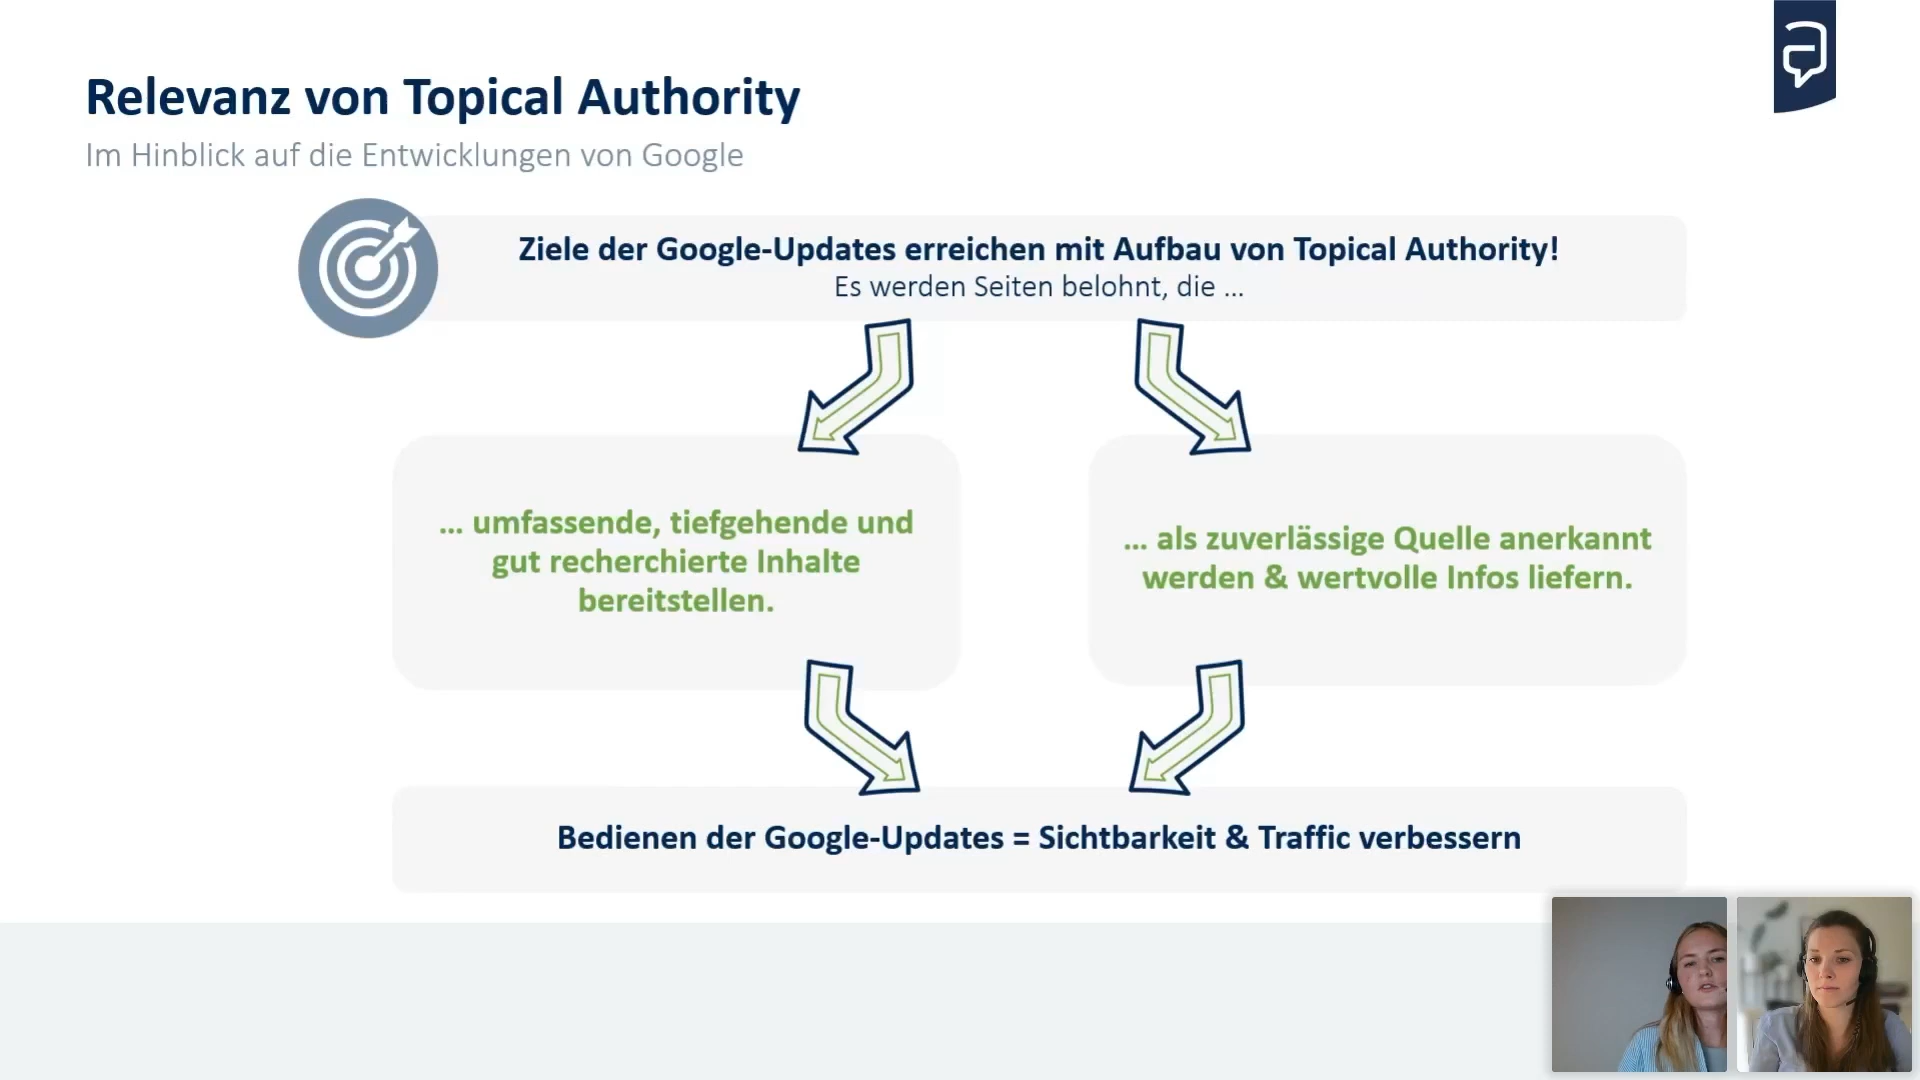 Relevanz von Topical Authority
Im Hinblick auf die Entwicklungen von Google
Ziele der Google-Updates erreichen mit Aufbau von Topical Authority!
Es werden Seiten belohnt, die ...
... umfassende, tiefgehende und
gut recherchierte Inhalte
bereitstellen.
... als zuverlässige Quelle anerkannt
werden & wertvolle Infos liefern.
Bedienen der Google-Updates = Sichtbarkeit & Traffic verbessern